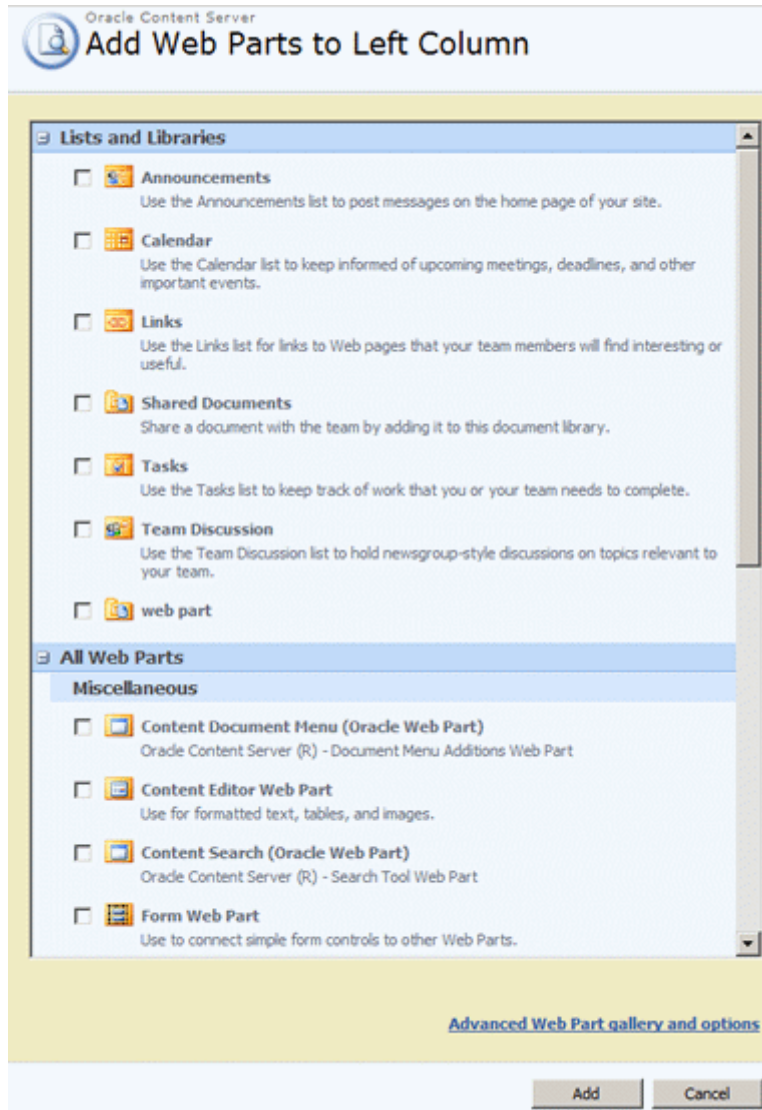 Oracle Content Server
Add Web Parts to Left Column
Lists and Libraries
Announcements
Use the Announcements list to post messages on the home page of your site.
Calendar
Use the Calendar list to keep informed of upcoming meetings, deadlines, and other
important events.
Links
Use the Links list for links to Web pages that your team members will find interesting or
useful.
Shared Documents
Share a document with the team by adding it to this document library.
Tasks
Use the Tasks list to keep track of work that you or your team needs to complete.
Team Discussion
Use the Team Discussion list to hold newsgroup-style discussions on topics relevant to
your team.
web part
All Web Parts
Miscellaneous
Content Document Menu (Oracle Web Part)
Oracle Content Server (R) - Document Menu Additions Web Part
Content Editor Web Part
Use for formatted text, tables, and images.
Content Search (Oracle Web Part)
Oracle Content Server (R) - Search Tool Web Part
Form Web Part
Use to connect simple form controls to other Web Parts.
Advanced Web Part gallery and options
Add Cancel